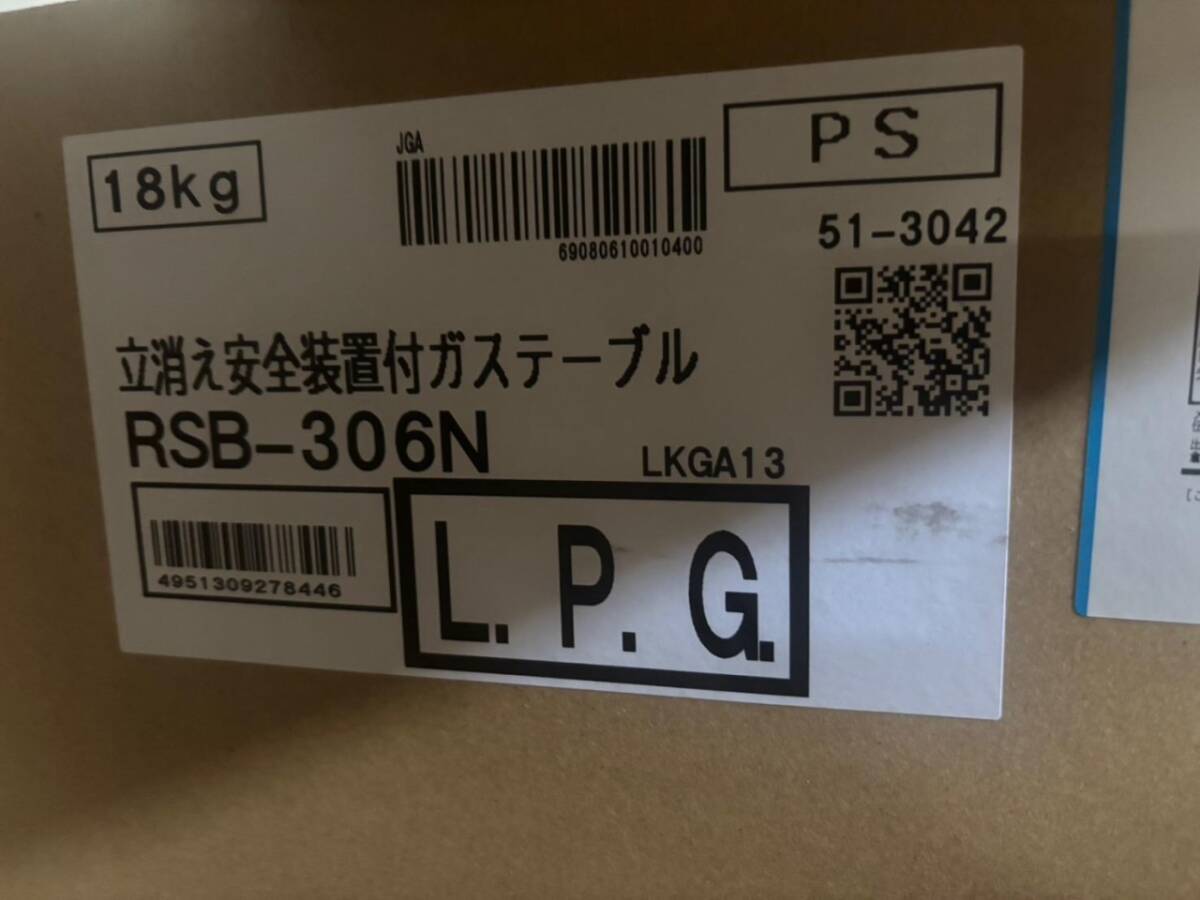 18kg
JGA
69080610010400
PS
51-3042
立消え安全装置付ガステーブル
RSB-306N
LKGA13
4951309278446
L.P.G.